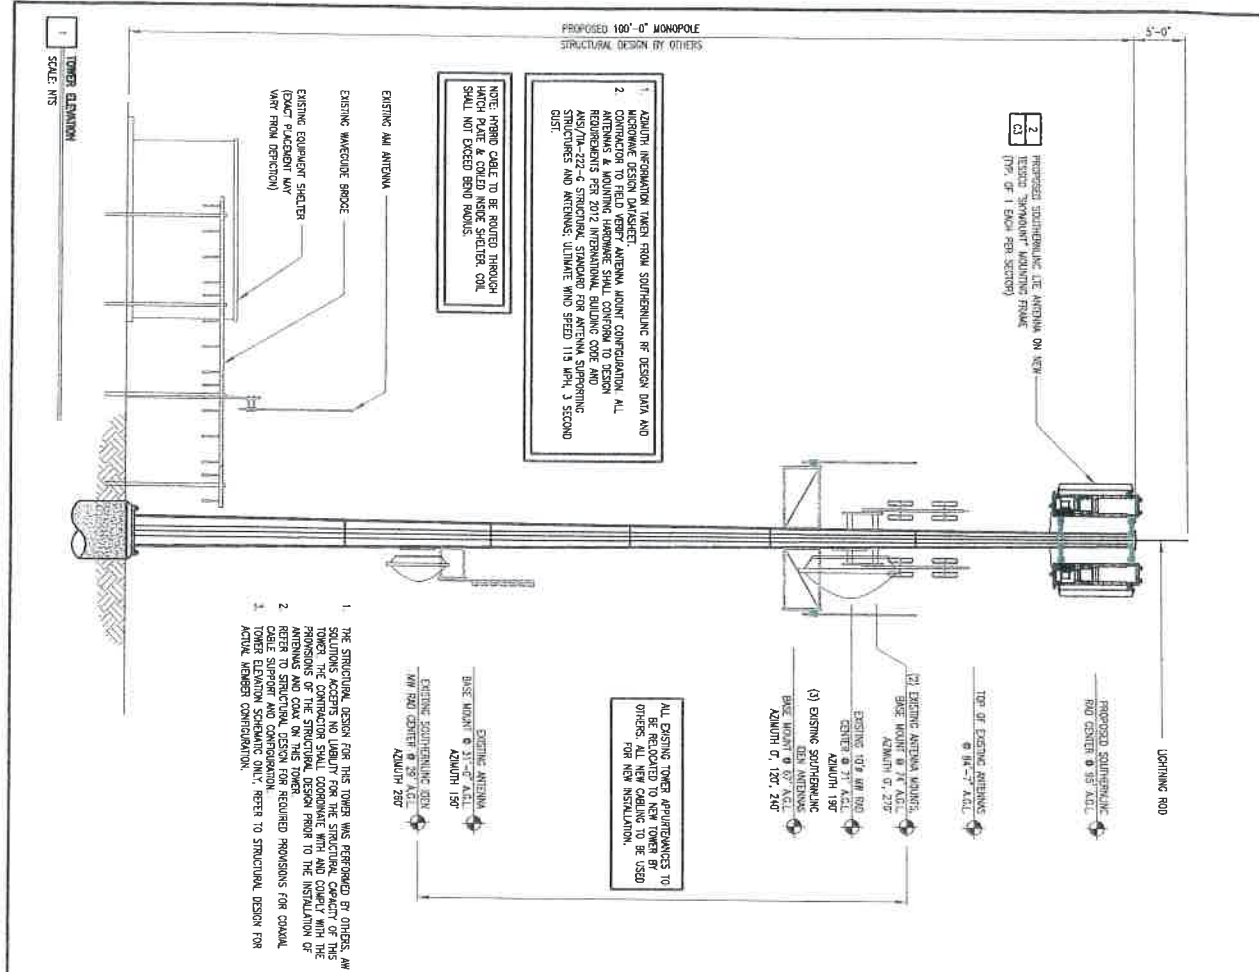 PROPOSED 100'-0" MONOPOLE
STRUCTURAL DESIGN BY OTHERS
5'-0"
LIGHTNING ROD
2
C3
PROPOSED SOUTHERNLINC LTE ANTENNA ON NEW
TESSCO "SKYMOUNT" MOUNTING FRAME
(TYP. OF 1 EACH PER SECTOR)
1. AZIMUTH INFORMATION TAKEN FROM SOUTHERNLINC RF DESIGN DATA AND
MICROWAVE DESIGN DATASHEET.
2. CONTRACTOR TO FIELD VERIFY ANTENNA MOUNT CONFIGURATION. ALL
ANTENNAS & MOUNTING HARDWARE SHALL CONFORM TO DESIGN
REQUIREMENTS PER 2012 INTERNATIONAL BUILDING CODE AND
ANSI/TIA-222-G STRUCTURAL STANDARD FOR ANTENNA SUPPORTING
STRUCTURES AND ANTENNAS; ULTIMATE WIND SPEED 115 MPH, 3 SECOND
GUST.
NOTE: HYBRID CABLE TO BE ROUTED THROUGH
HATCH PLATE & COILED INSIDE SHELTER. COIL
SHALL NOT EXCEED BEND RADIUS.
EXISTING AMI ANTENNA
EXISTING WAVEGUIDE BRIDGE
EXISTING EQUIPMENT SHELTER
(EXACT PLACEMENT MAY
VARY FROM DEPICTION)
PROPOSED SOUTHERNLINC
RAD CENTER @ 95' A.G.L.
TOP OF EXISTING ANTENNAS
@ 84'-7" A.G.L.
(2) EXISTING ANTENNA MOUNTS,
BASE MOUNT @ 74' A.G.L.
AZIMUTH 0°, 270°
EXISTING 10'ø MW RAD
CENTER @ 71' A.G.L.
AZIMUTH 190°
(3) EXISTING SOUTHERNLINC
IDEN ANTENNAS
BASE MOUNT @ 67' A.G.L.
AZIMUTH 0°, 120°, 240°
ALL EXISTING TOWER APPURTENANCES TO
BE RELOCATED TO NEW TOWER BY
OTHERS. ALL NEW CABLING TO BE USED
FOR NEW INSTALLATION.
EXISTING ANTENNA
BASE MOUNT @ 31'-0" A.G.L.
AZIMUTH 150°
EXISTING SOUTHERNLINC IDEN
MW RAD CENTER @ 29' A.G.L.
AZIMUTH 260°
1. THE STRUCTURAL DESIGN FOR THIS TOWER WAS PERFORMED BY OTHERS. AW
SOLUTIONS ACCEPTS NO LIABILITY FOR THE STRUCTURAL CAPACITY OF THIS
TOWER. THE CONTRACTOR SHALL COORDINATE WITH AND COMPLY WITH THE
PROVISIONS OF THE STRUCTURAL DESIGN PRIOR TO THE INSTALLATION OF
ANTENNAS AND COAX ON THIS TOWER
2. REFER TO STRUCTURAL DESIGN FOR REQUIRED PROVISIONS FOR COAXIAL
CABLE SUPPORT AND CONFIGURATION.
3. TOWER ELEVATION SCHEMATIC ONLY, REFER TO STRUCTURAL DESIGN FOR
ACTUAL MEMBER CONFIGURATION.
1
TOWER ELEVATION
SCALE: NTS